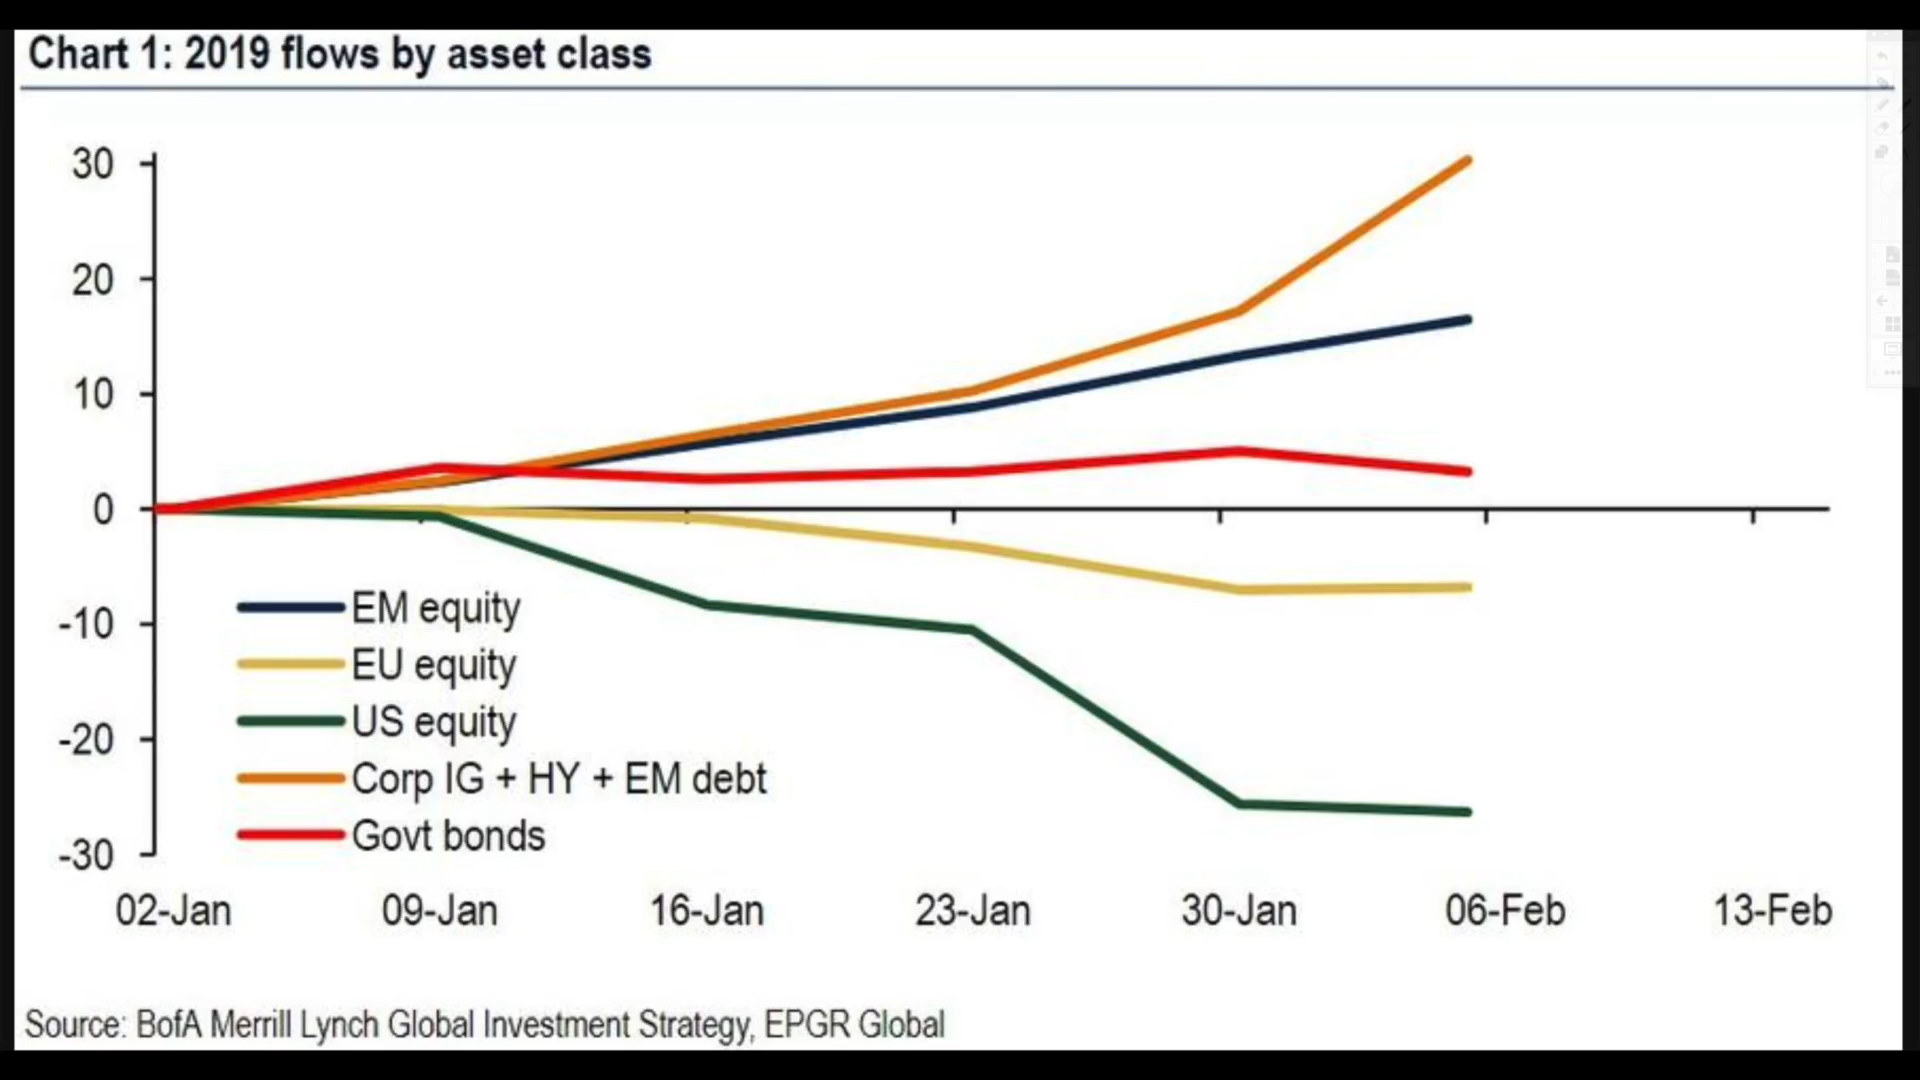 Chart 1: 2019 flows by asset class
30
20
10
0
-10
-20
-30
EM equity
EU equity
US equity
Corp IG + HY + EM debt
Govt bonds
02-Jan 09-Jan 16-Jan 23-Jan 30-Jan 06-Feb 13-Feb
Source: BofA Merrill Lynch Global Investment Strategy, EPGR Global